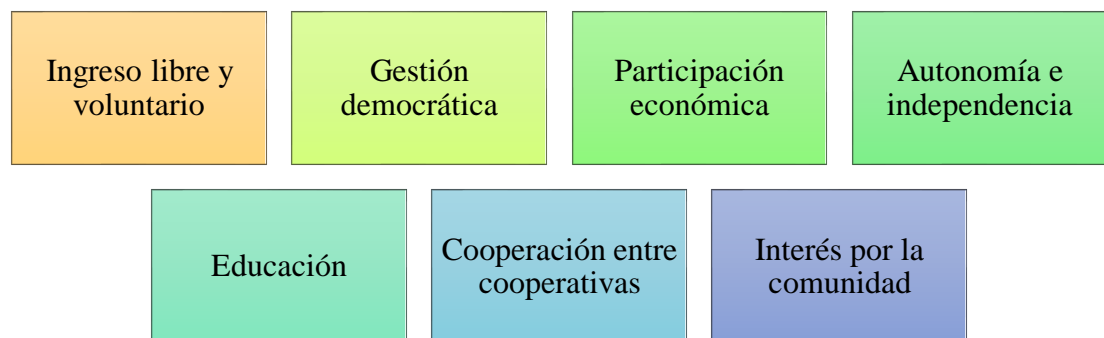 Ingreso libre y
voluntario
Gestión
democrática
Participación
económica
Autonomía e
independencia
Educación
Cooperación entre
cooperativas
Interés por la
comunidad